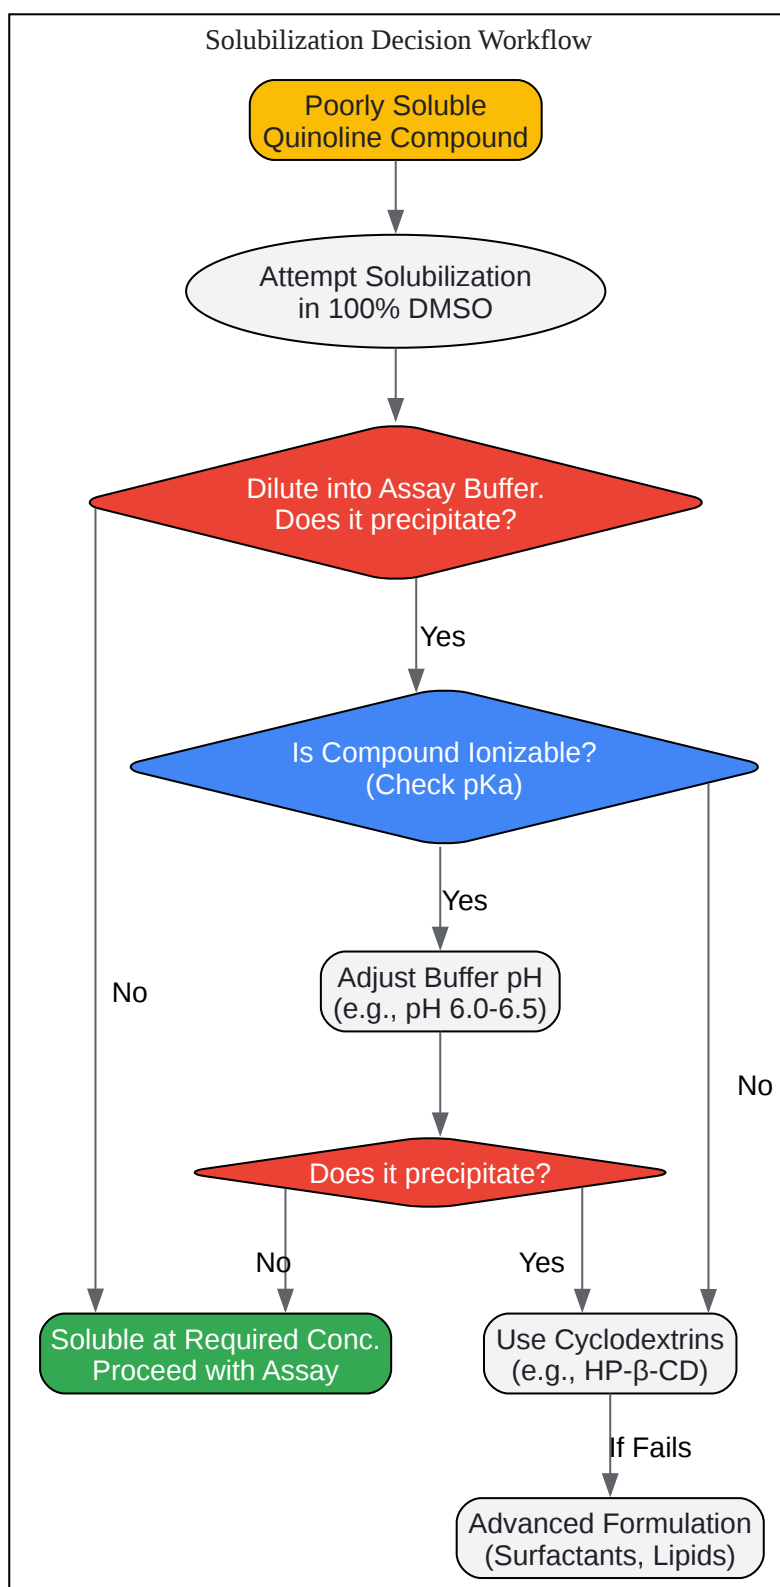 Solubilization Decision Workflow
Poorly Soluble
Quinoline Compound
Attempt Solubilization
in 100% DMSO
Dilute into Assay Buffer.
Does it precipitate?
Yes
Is Compound Ionizable?
(Check pKa)
Yes
No
Adjust Buffer pH
(e.g., pH 6.0-6.5)
No
Does it precipitate?
No
Yes
Soluble at Required Conc.
Proceed with Assay
Use Cyclodextrins
(e.g., HP-β-CD)
If Fails
Advanced Formulation
(Surfactants, Lipids)